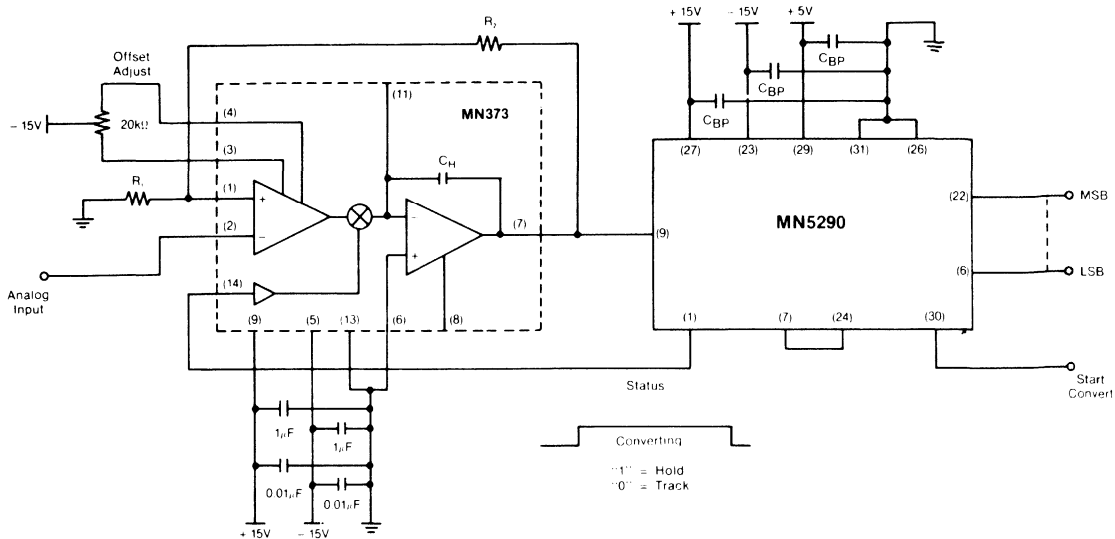 + 15V
- 15V
+ 5V
R₂
CBP
CBP
CBP
Offset
Adjust
- 15V
20kΩ
(4)
(11)
MN373
(3)
R₁
(1)
+
(2)
−
CH
−
+
(7)
(14)
Analog
Input
(9)
(5)
(13)
(6)
(8)
(27)
(23)
(29)
(31)
(26)
MN5290
(9)
(22)
MSB
(6)
LSB
(1)
(7)
(24)
(30)
Status
Start
Convert
1μF
1μF
0.01μF
0.01μF
+ 15V
- 15V
Converting
"1" = Hold
"0" = Track